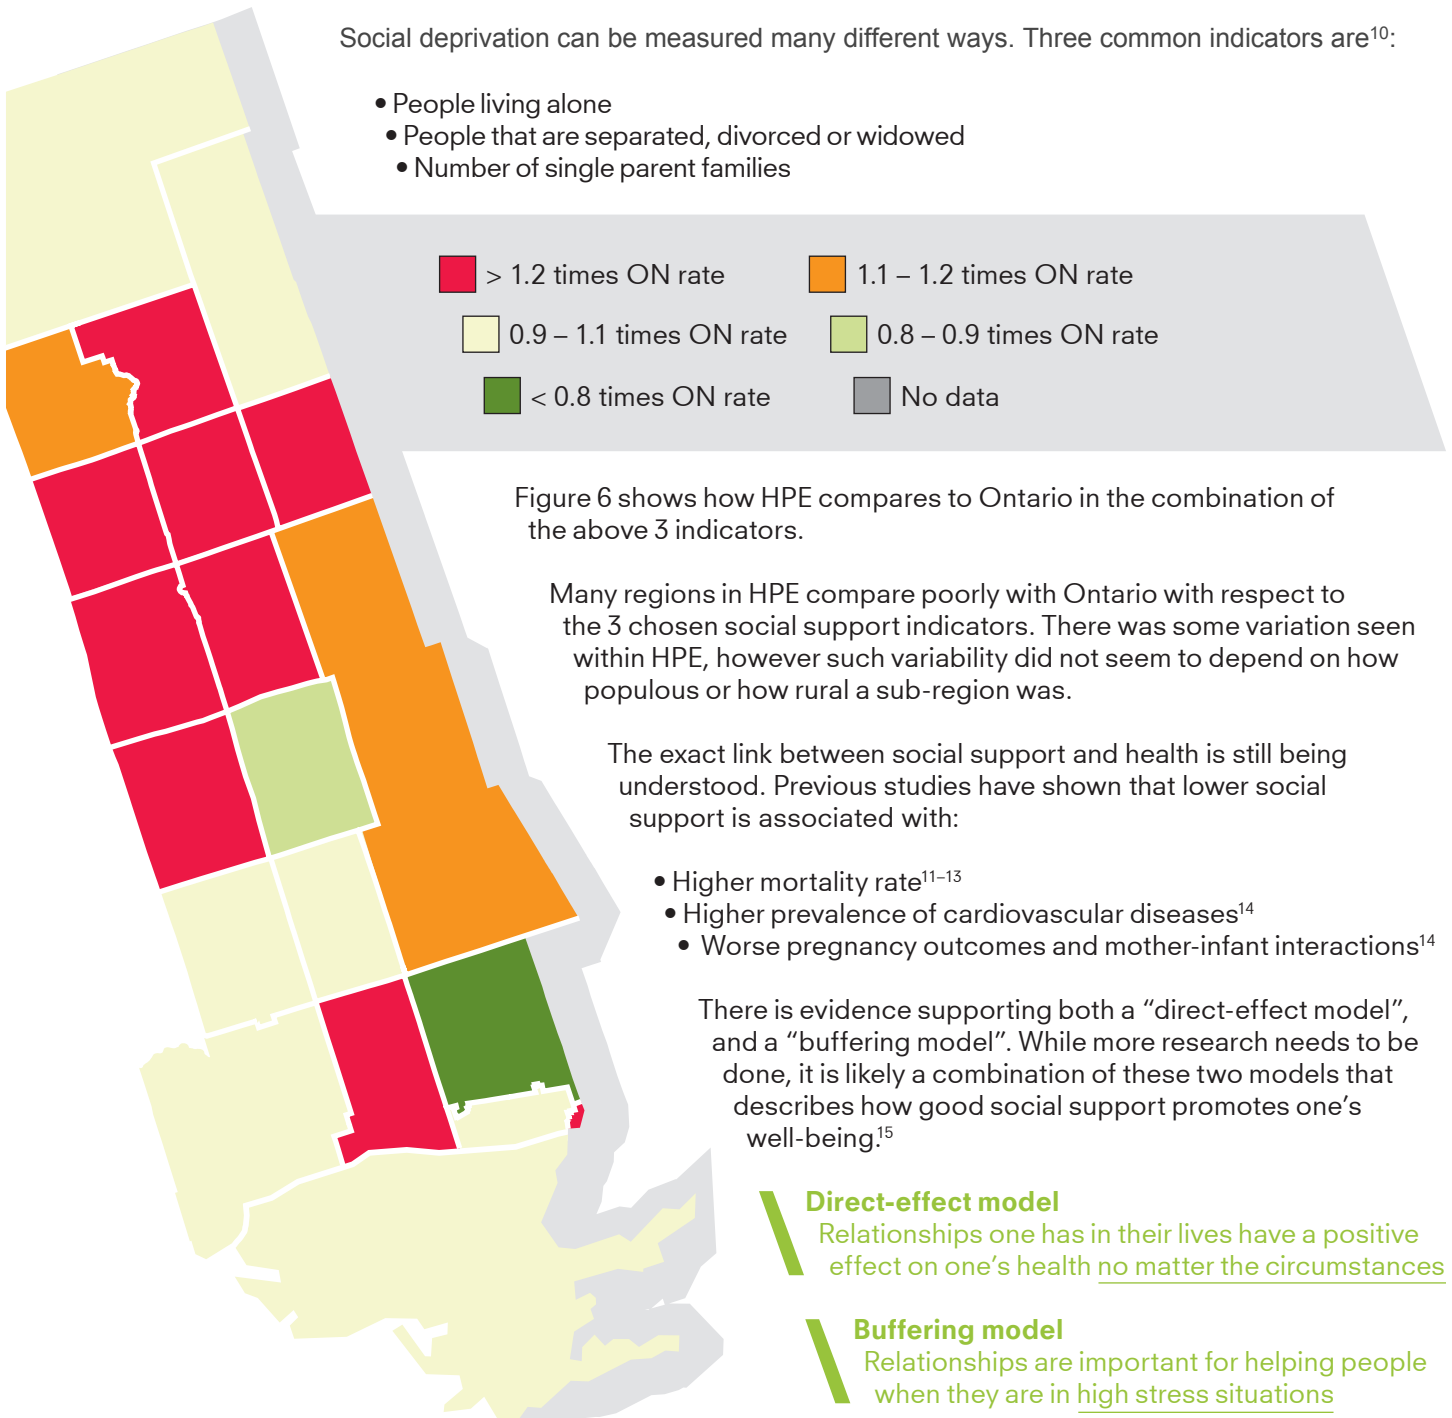 Social deprivation can be measured many different ways. Three common indicators are¹⁰:
• People living alone
• People that are separated, divorced or widowed
• Number of single parent families
> 1.2 times ON rate
1.1 – 1.2 times ON rate
0.9 – 1.1 times ON rate
0.8 – 0.9 times ON rate
< 0.8 times ON rate
No data
Figure 6 shows how HPE compares to Ontario in the combination of
the above 3 indicators.
Many regions in HPE compare poorly with Ontario with respect to
the 3 chosen social support indicators. There was some variation seen
within HPE, however such variability did not seem to depend on how
populous or how rural a sub-region was.
The exact link between social support and health is still being
understood. Previous studies have shown that lower social
support is associated with:
• Higher mortality rate¹¹⁻¹³
• Higher prevalence of cardiovascular diseases¹⁴
• Worse pregnancy outcomes and mother-infant interactions¹⁴
There is evidence supporting both a “direct-effect model”,
and a “buffering model”. While more research needs to be
done, it is likely a combination of these two models that
describes how good social support promotes one’s
well-being.¹⁵
Direct-effect model
Relationships one has in their lives have a positive
effect on one’s health no matter the circumstances
Buffering model
Relationships are important for helping people
when they are in high stress situations